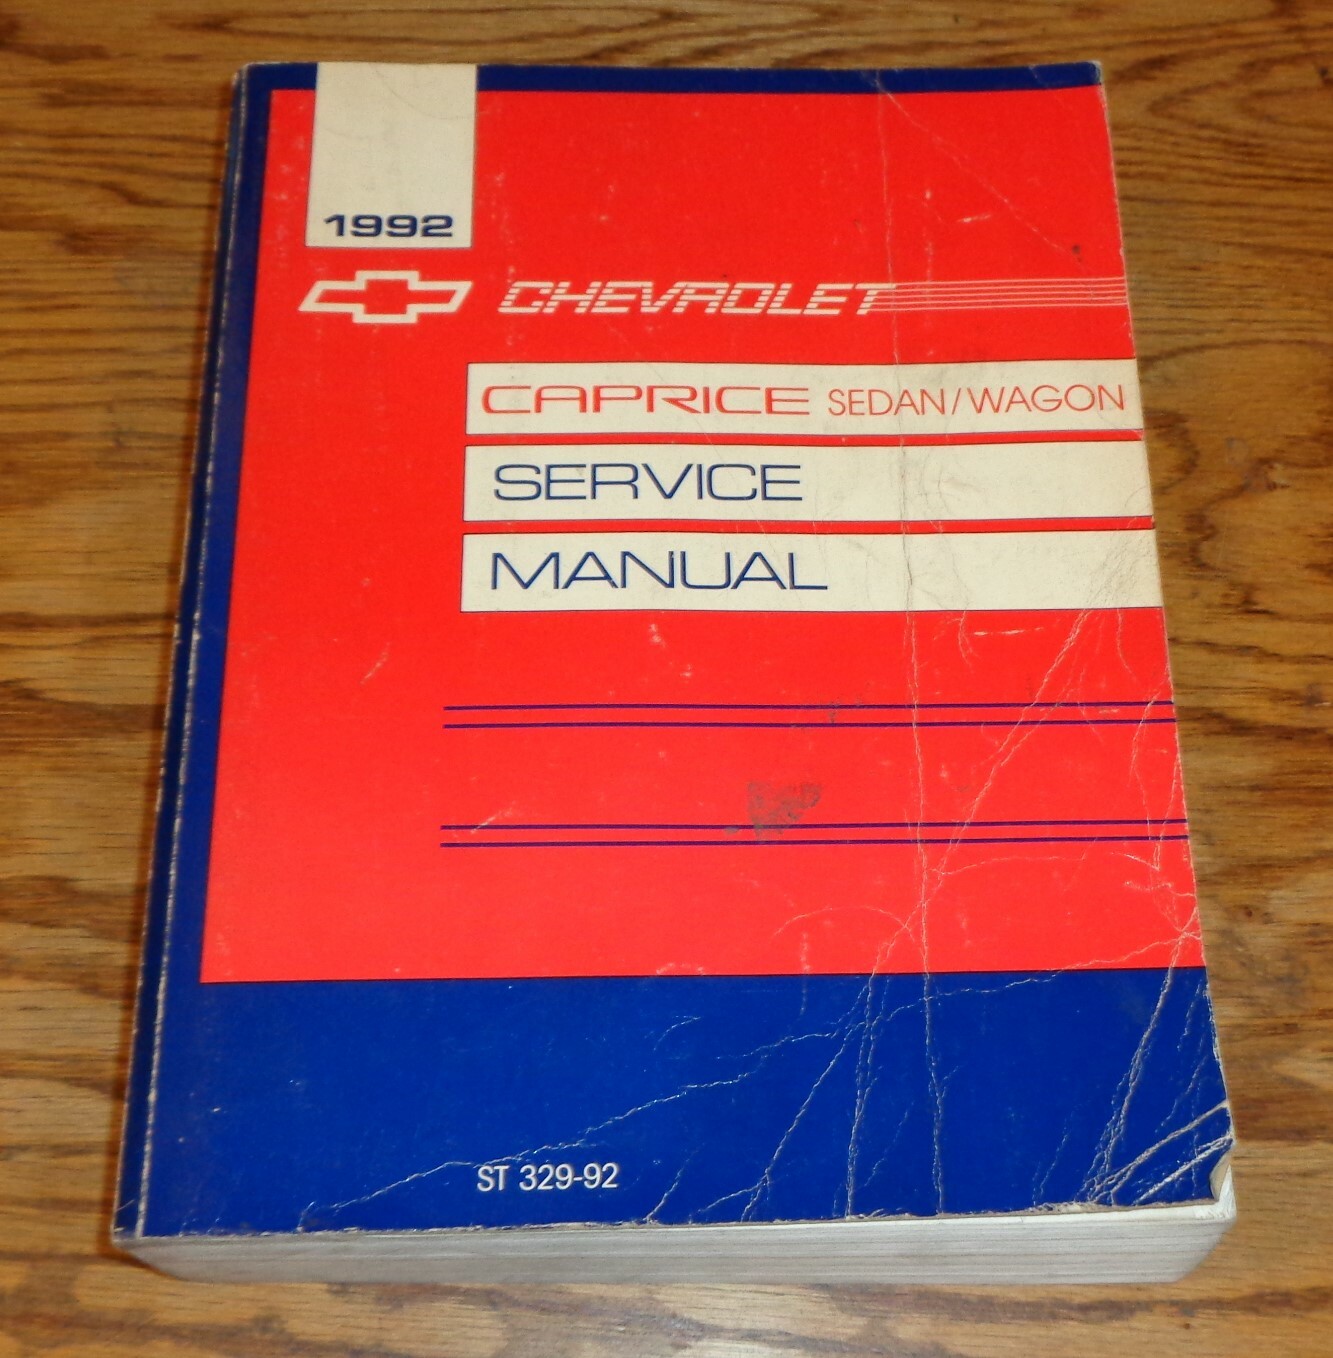 1992
CHEVROLET
CAPRICE SEDAN/WAGON
SERVICE
MANUAL
ST 329-92